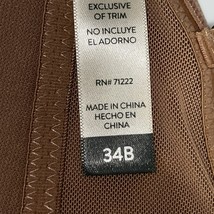 EXCLUSIVE
OF TRIM
NO INCLUYE
EL ADORNO
RN# 71222
MADE IN CHINA
HECHO EN
CHINA
34B